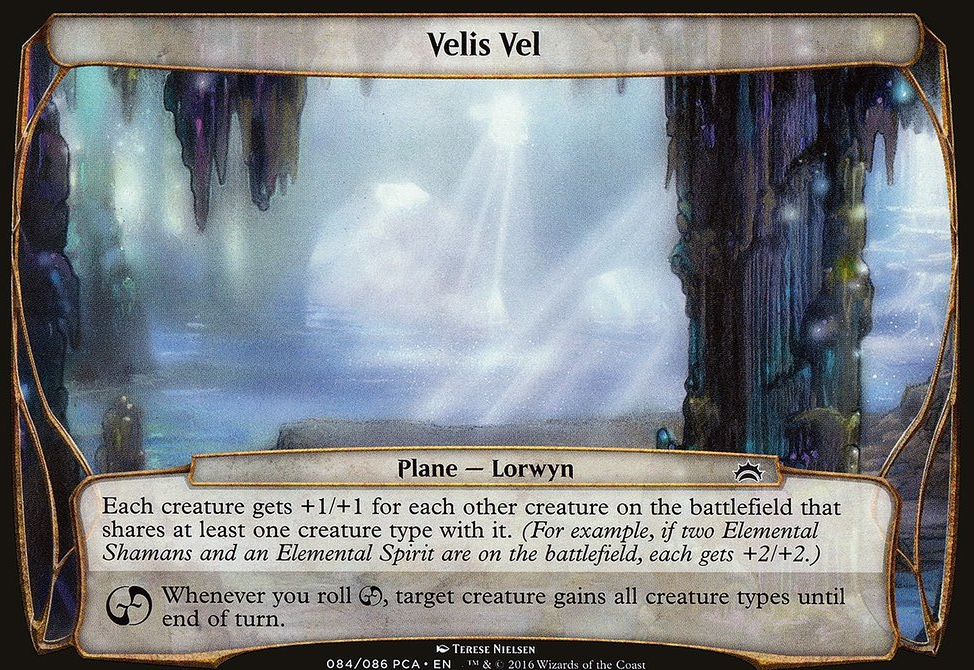 Velis Vel
Plane — Lorwyn
Each creature gets +1/+1 for each other creature on the battlefield that
shares at least one creature type with it. (For example, if two Elemental
Shamans and an Elemental Spirit are on the battlefield, each gets +2/+2.)
Whenever you roll , target creature gains all creature types until
end of turn.
Terese Nielsen
084/086 PCA • EN ™ & © 2016 Wizards of the Coast